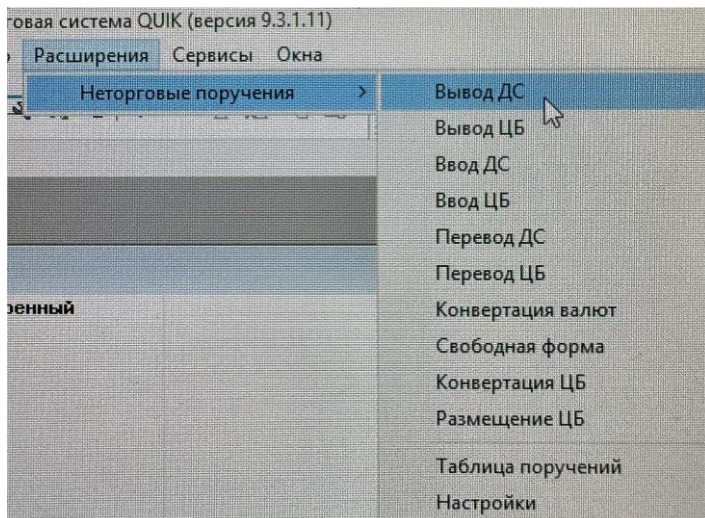 говая система QUIK (версия 9.3.1.11)
Расширения Сервисы Окна
Неторговые поручения
Вывод ДС
Вывод ЦБ
Ввод ДС
Ввод ЦБ
Перевод ДС
Перевод ЦБ
ренный
Конвертация валют
Свободная форма
Конвертация ЦБ
Размещение ЦБ
Таблица поручений
Настройки